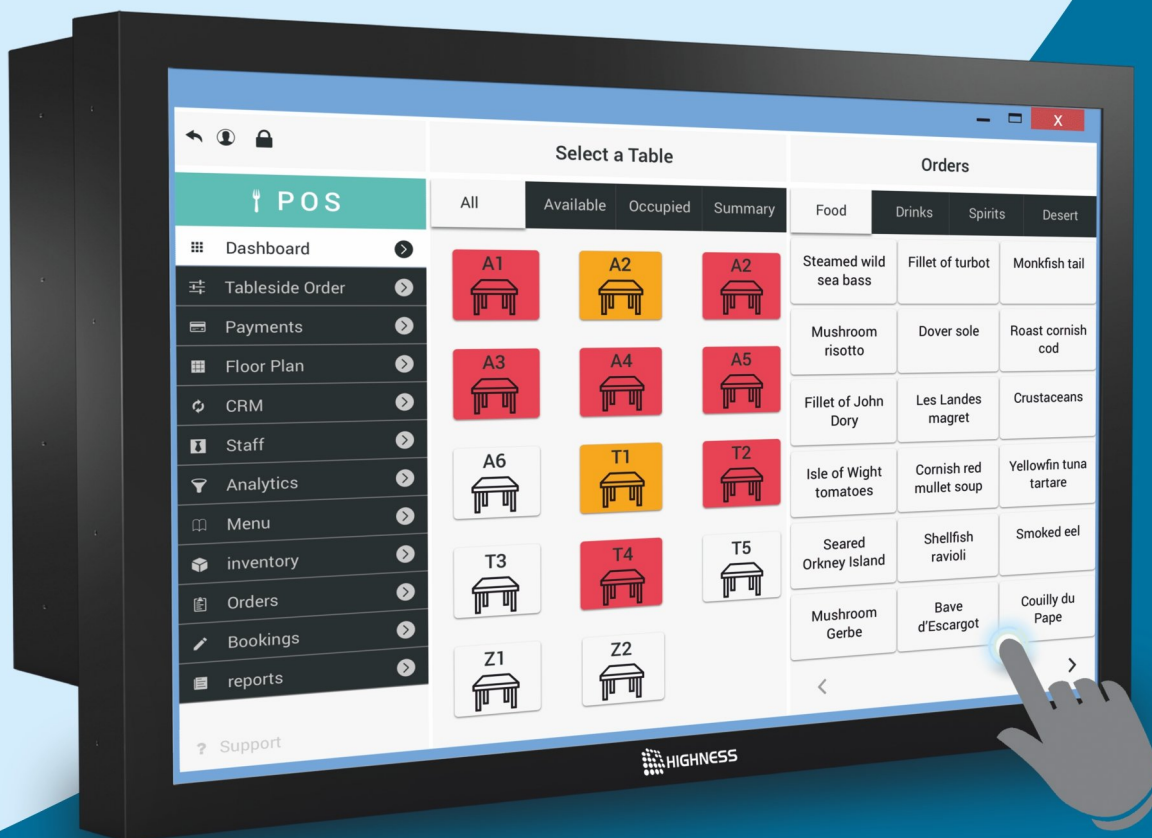 X
Select a Table
Orders
POS
All
Available
Occupied
Summary
Food
Drinks
Spirits
Desert
Dashboard
Tableside Order
Payments
Floor Plan
CRM
Staff
Analytics
Menu
inventory
Orders
Bookings
reports
? Support
A1
A2
A2
A3
A4
A5
A6
T1
T2
T3
T4
T5
Z1
Z2
Steamed wild
sea bass
Fillet of turbot
Monkfish tail
Mushroom
risotto
Dover sole
Roast cornish
cod
Fillet of John
Dory
Les Landes
magret
Crustaceans
Isle of Wight
tomatoes
Cornish red
mullet soup
Yellowfin tuna
tartare
Seared
Orkney Island
Shellfish
ravioli
Smoked eel
Mushroom
Gerbe
Bave
d'Escargot
Couilly du
Pape
HIGHNESS